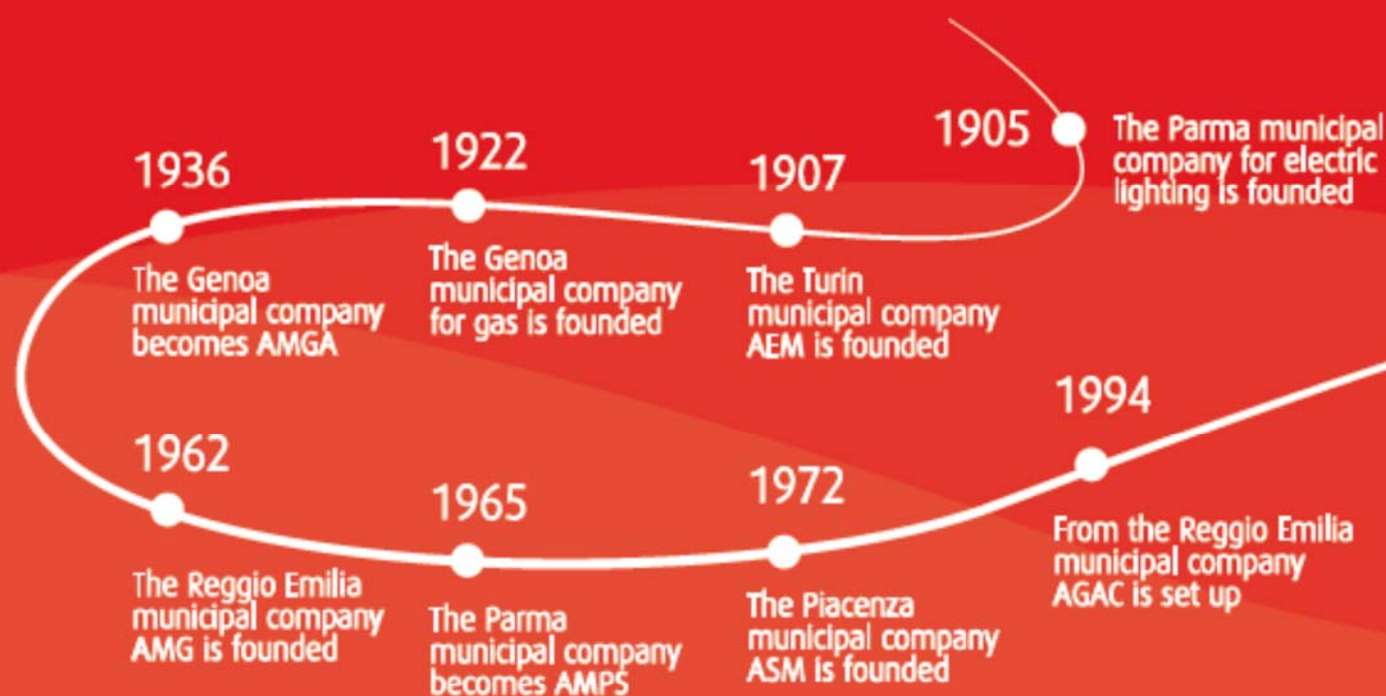 1905
The Parma municipal
company for electric
lighting is founded
1907
The Turin
municipal company
AEM is founded
1922
The Genoa
municipal company
for gas is founded
1936
The Genoa
municipal company
becomes AMGA
1962
The Reggio Emilia
municipal company
AMG is founded
1965
The Parma
municipal company
becomes AMPS
1972
The Piacenza
municipal company
ASM is founded
1994
From the Reggio Emilia
municipal company
AGAC is set up